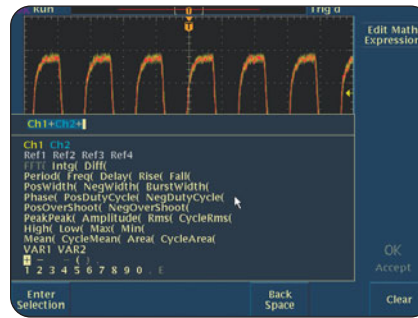 Run
Trig'd
Edit Math
Expression
Ch1+Ch2+
Ch1 Ch2
Ref1 Ref2 Ref3 Ref4
FFT( Intg( Diff(
Period( Freq( Delay( Rise( Fall(
PosWidth( NegWidth( BurstWidth(
Phase( PosDutyCycle( NegDutyCycle(
PosOverShoot( NegOverShoot(
PeakPeak( Amplitude( Rms( CycleRms(
High( Low( Max( Min(
Mean( CycleMean( Area( CycleArea(
VAR1 VAR2
+ - ( ) ,
1 2 3 4 5 6 7 8 9 0 . E
OK
Accept
Enter
Selection
Back
Space
Clear